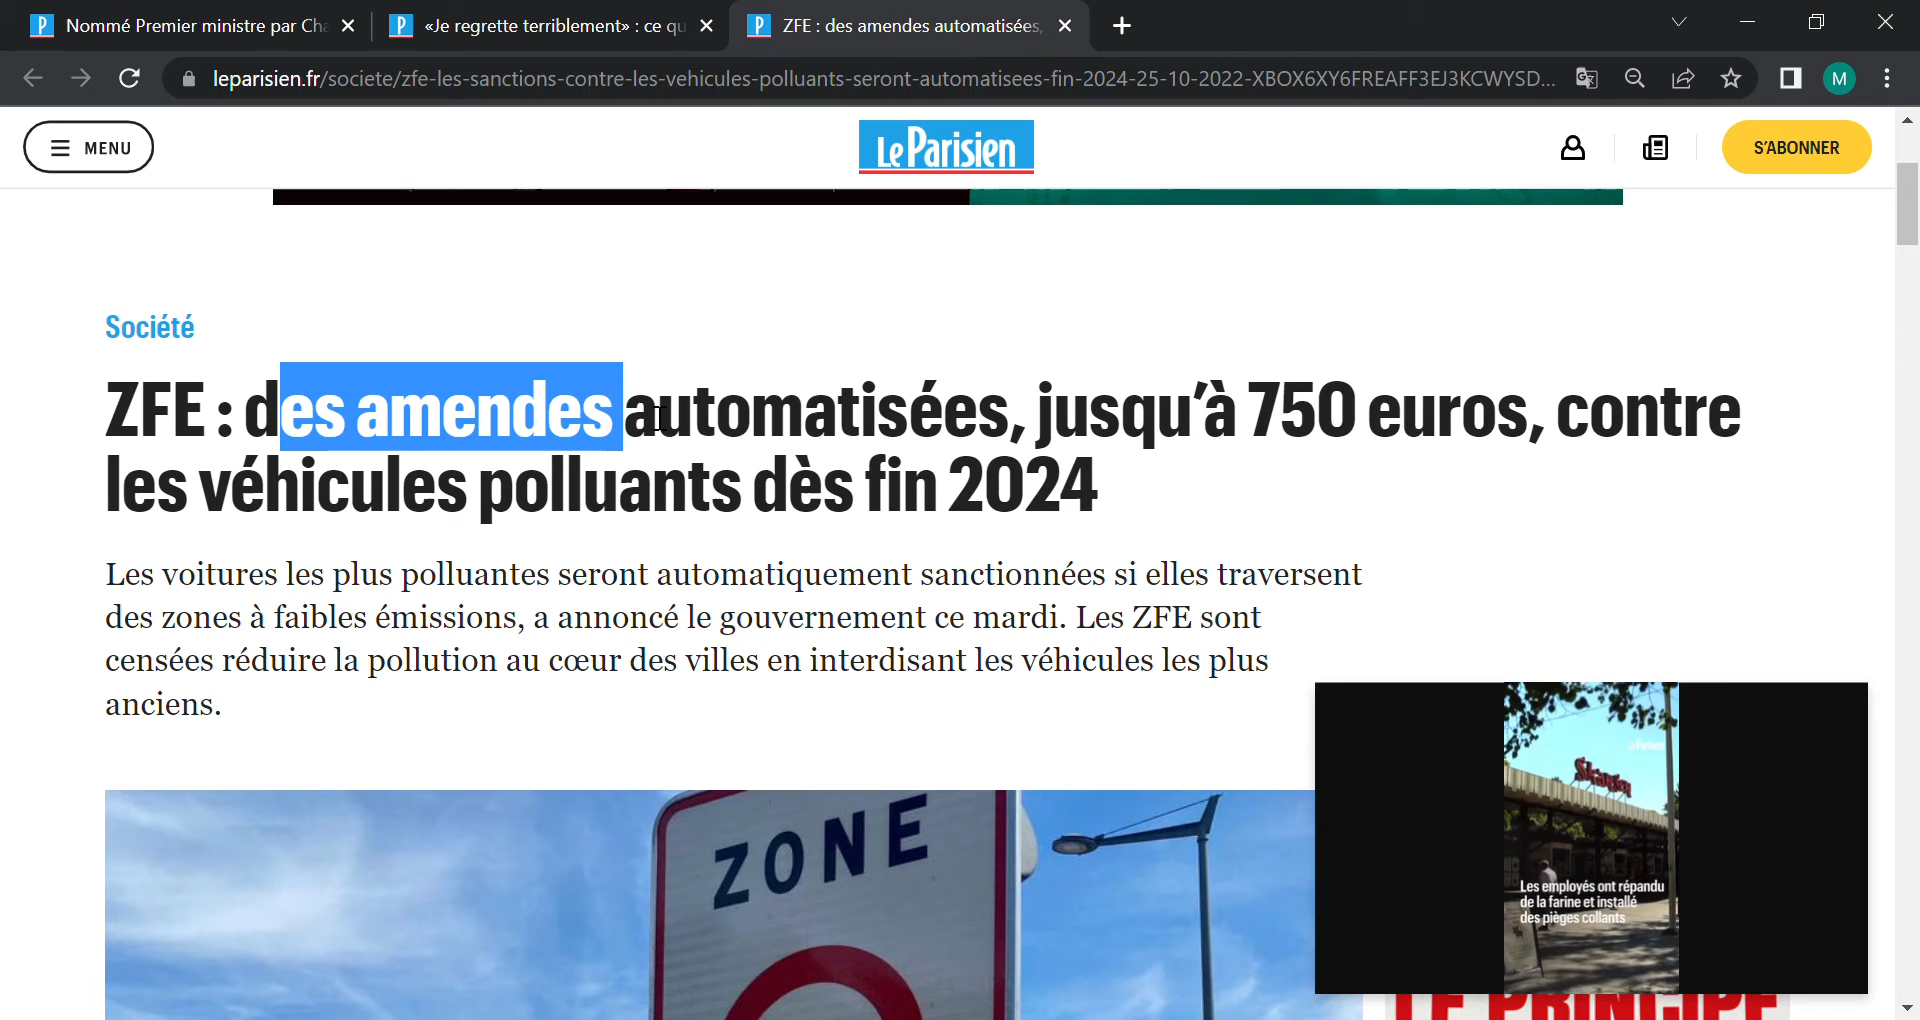 Nommé Premier ministre par Ch
«Je regrette terriblement» : ce qu
ZFE : des amendes automatisées,
leparisien.fr/societe/zfe-les-sanctions-contre-les-vehicules-polluants-seront-automatisees-fin-2024-25-10-2022-XBOX6XY6FREAFF3EJ3KCWYSD...
M
MENU
Le Parisien
S'ABONNER
Société
ZFE : des amendes automatisées, jusqu'à 750 euros, contre
les véhicules polluants dès fin 2024
Les voitures les plus polluantes seront automatiquement sanctionnées si elles traversent
des zones à faibles émissions, a annoncé le gouvernement ce mardi. Les ZFE sont
censées réduire la pollution au cœur des villes en interdisant les véhicules les plus
anciens.
ZONE
Le Parisien
Skansen
Les employés ont répandu
de la farine et installé
des pièges collants
LE PRINCIPE